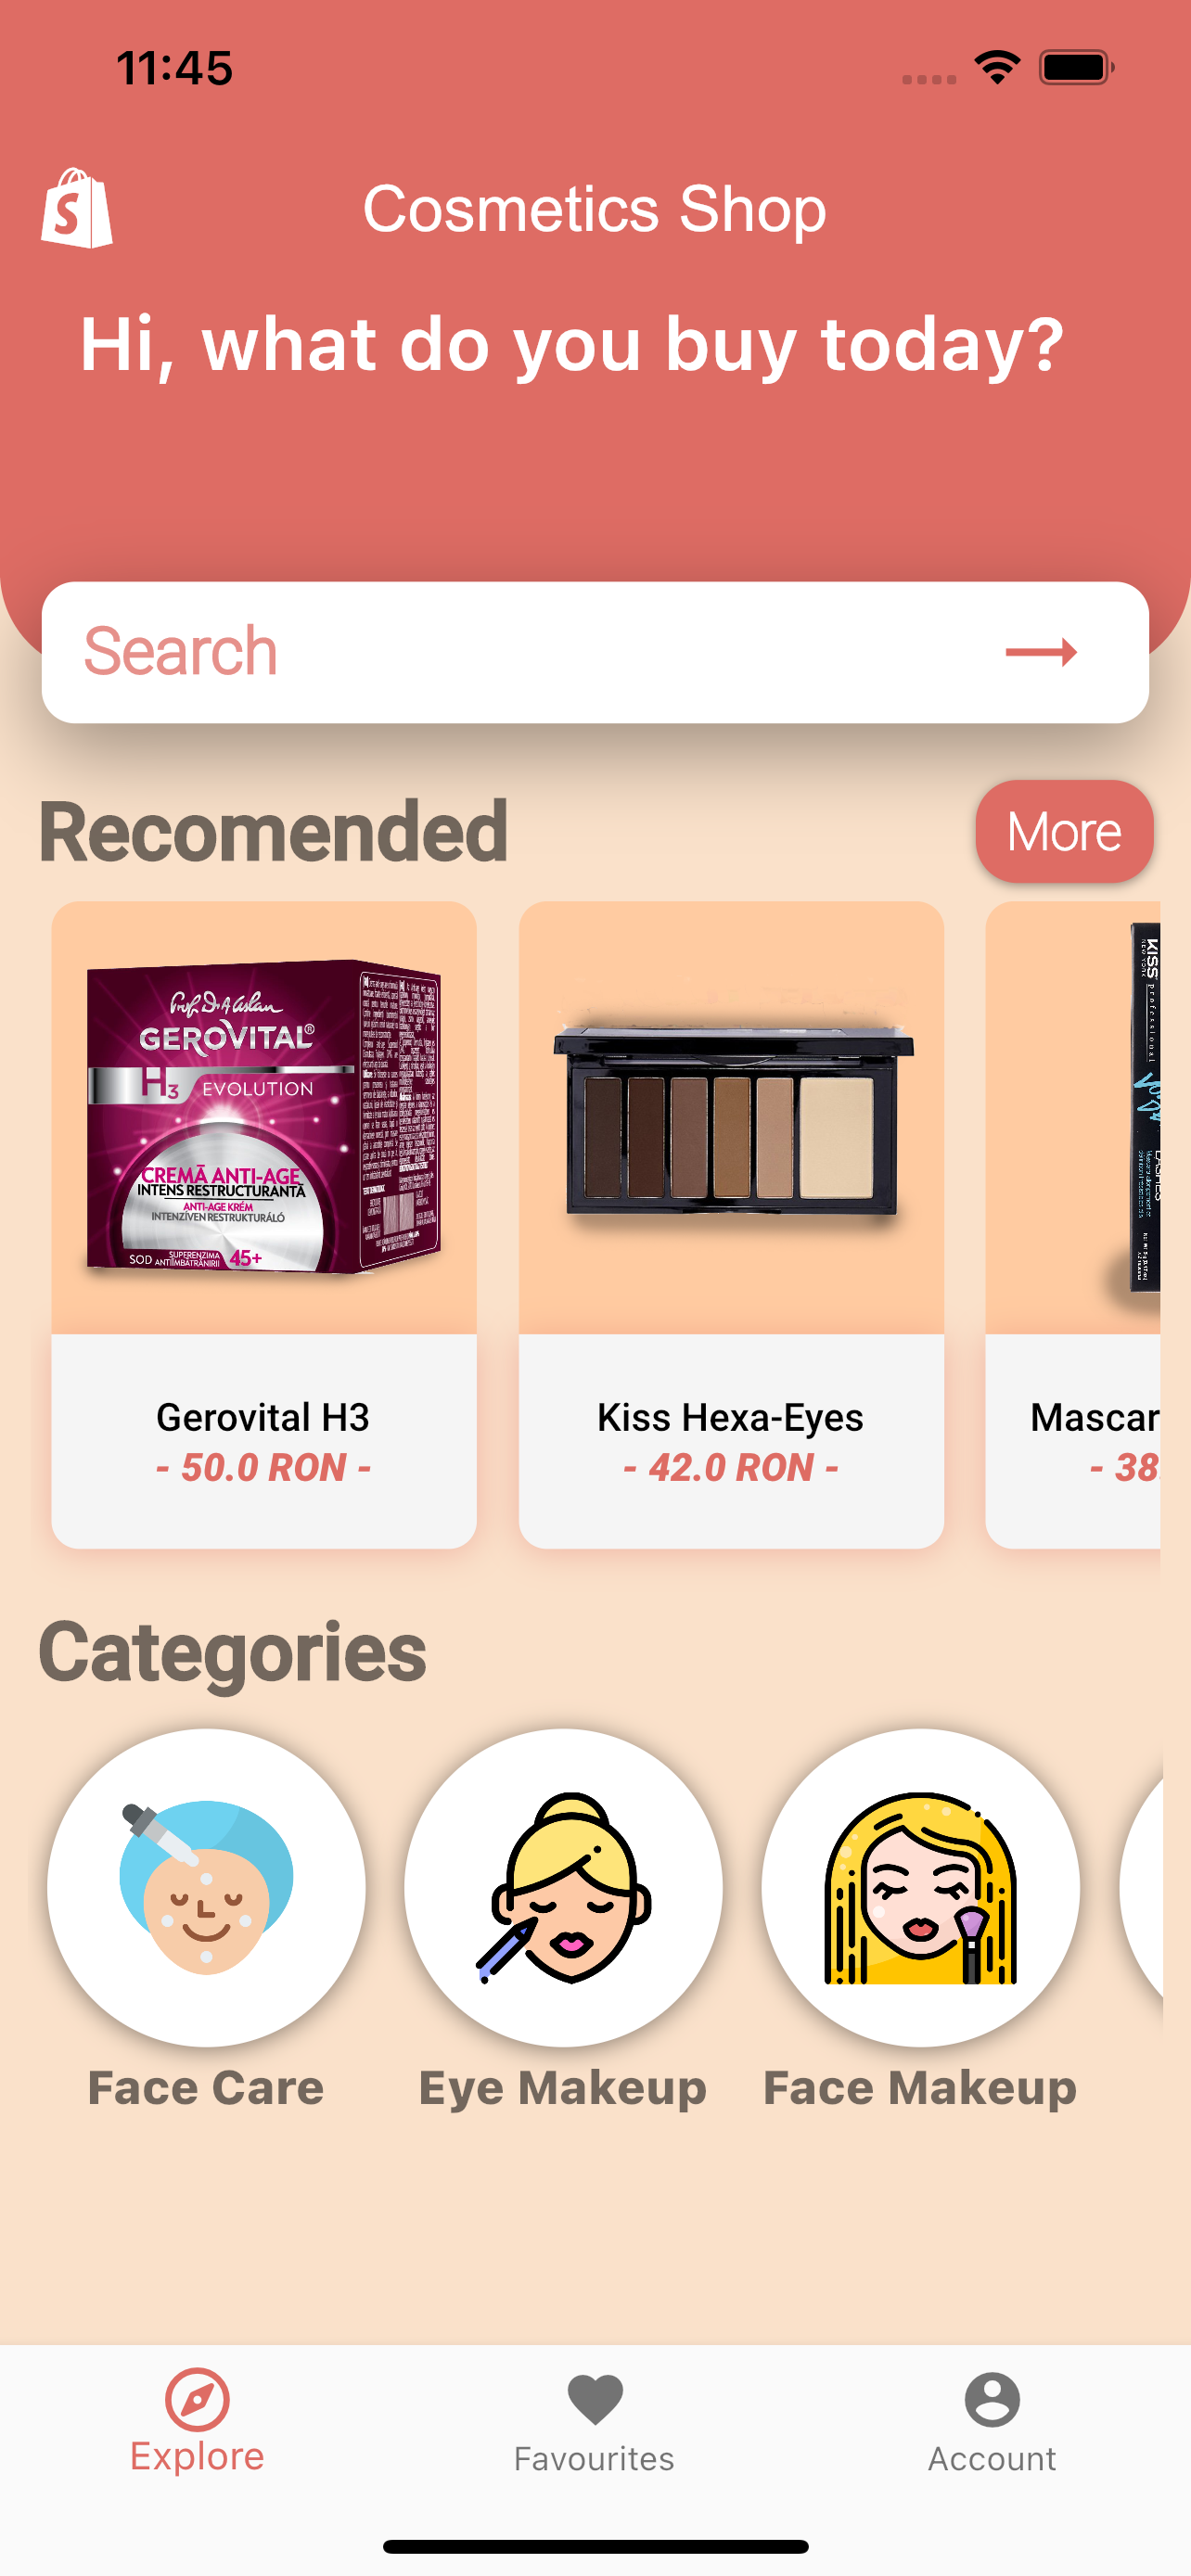 11:45
S
Cosmetics Shop
Hi, what do you buy today?
Search
Recomended
More
Prof. Dr. A. Aslan
GEROVITAL®
H3 EVOLUTION
CREMĂ ANTI-AGE
INTENS RESTRUCTURANTĂ
ANTI-AGE KRÉM
INTENZÍVEN RESTRUKTURÁLÓ
SOD SUPERENZIMA
ANTIÎMBĂTRÂNIRII 45+
KISS
NEW YORK
professional
LASHES
Gerovital H3
- 50.0 RON -
Kiss Hexa-Eyes
- 42.0 RON -
Mascar
- 38.
Categories
Face Care
Eye Makeup
Face Makeup
Explore
Favourites
Account